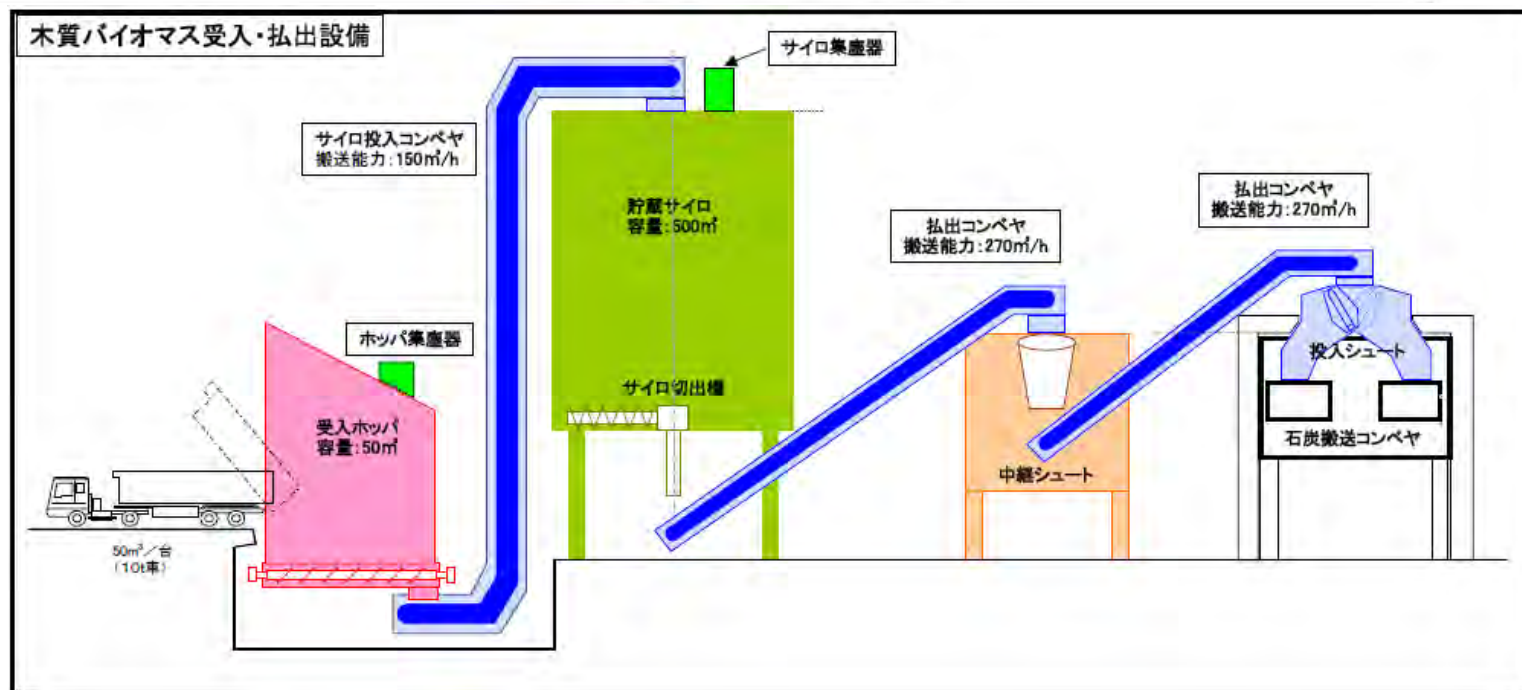 木質バイオマス受入・払出設備
サイロ集塵器
サイロ投入コンベヤ
搬送能力:150㎥/h
貯蔵サイロ
容量:500㎥
払出コンベヤ
搬送能力:270㎥/h
払出コンベヤ
搬送能力:270㎥/h
ホッパ集塵器
投入シュート
サイロ切出機
受入ホッパ
容量:50㎥
石炭搬送コンベヤ
中継シュート
50m³/台
(10t車)